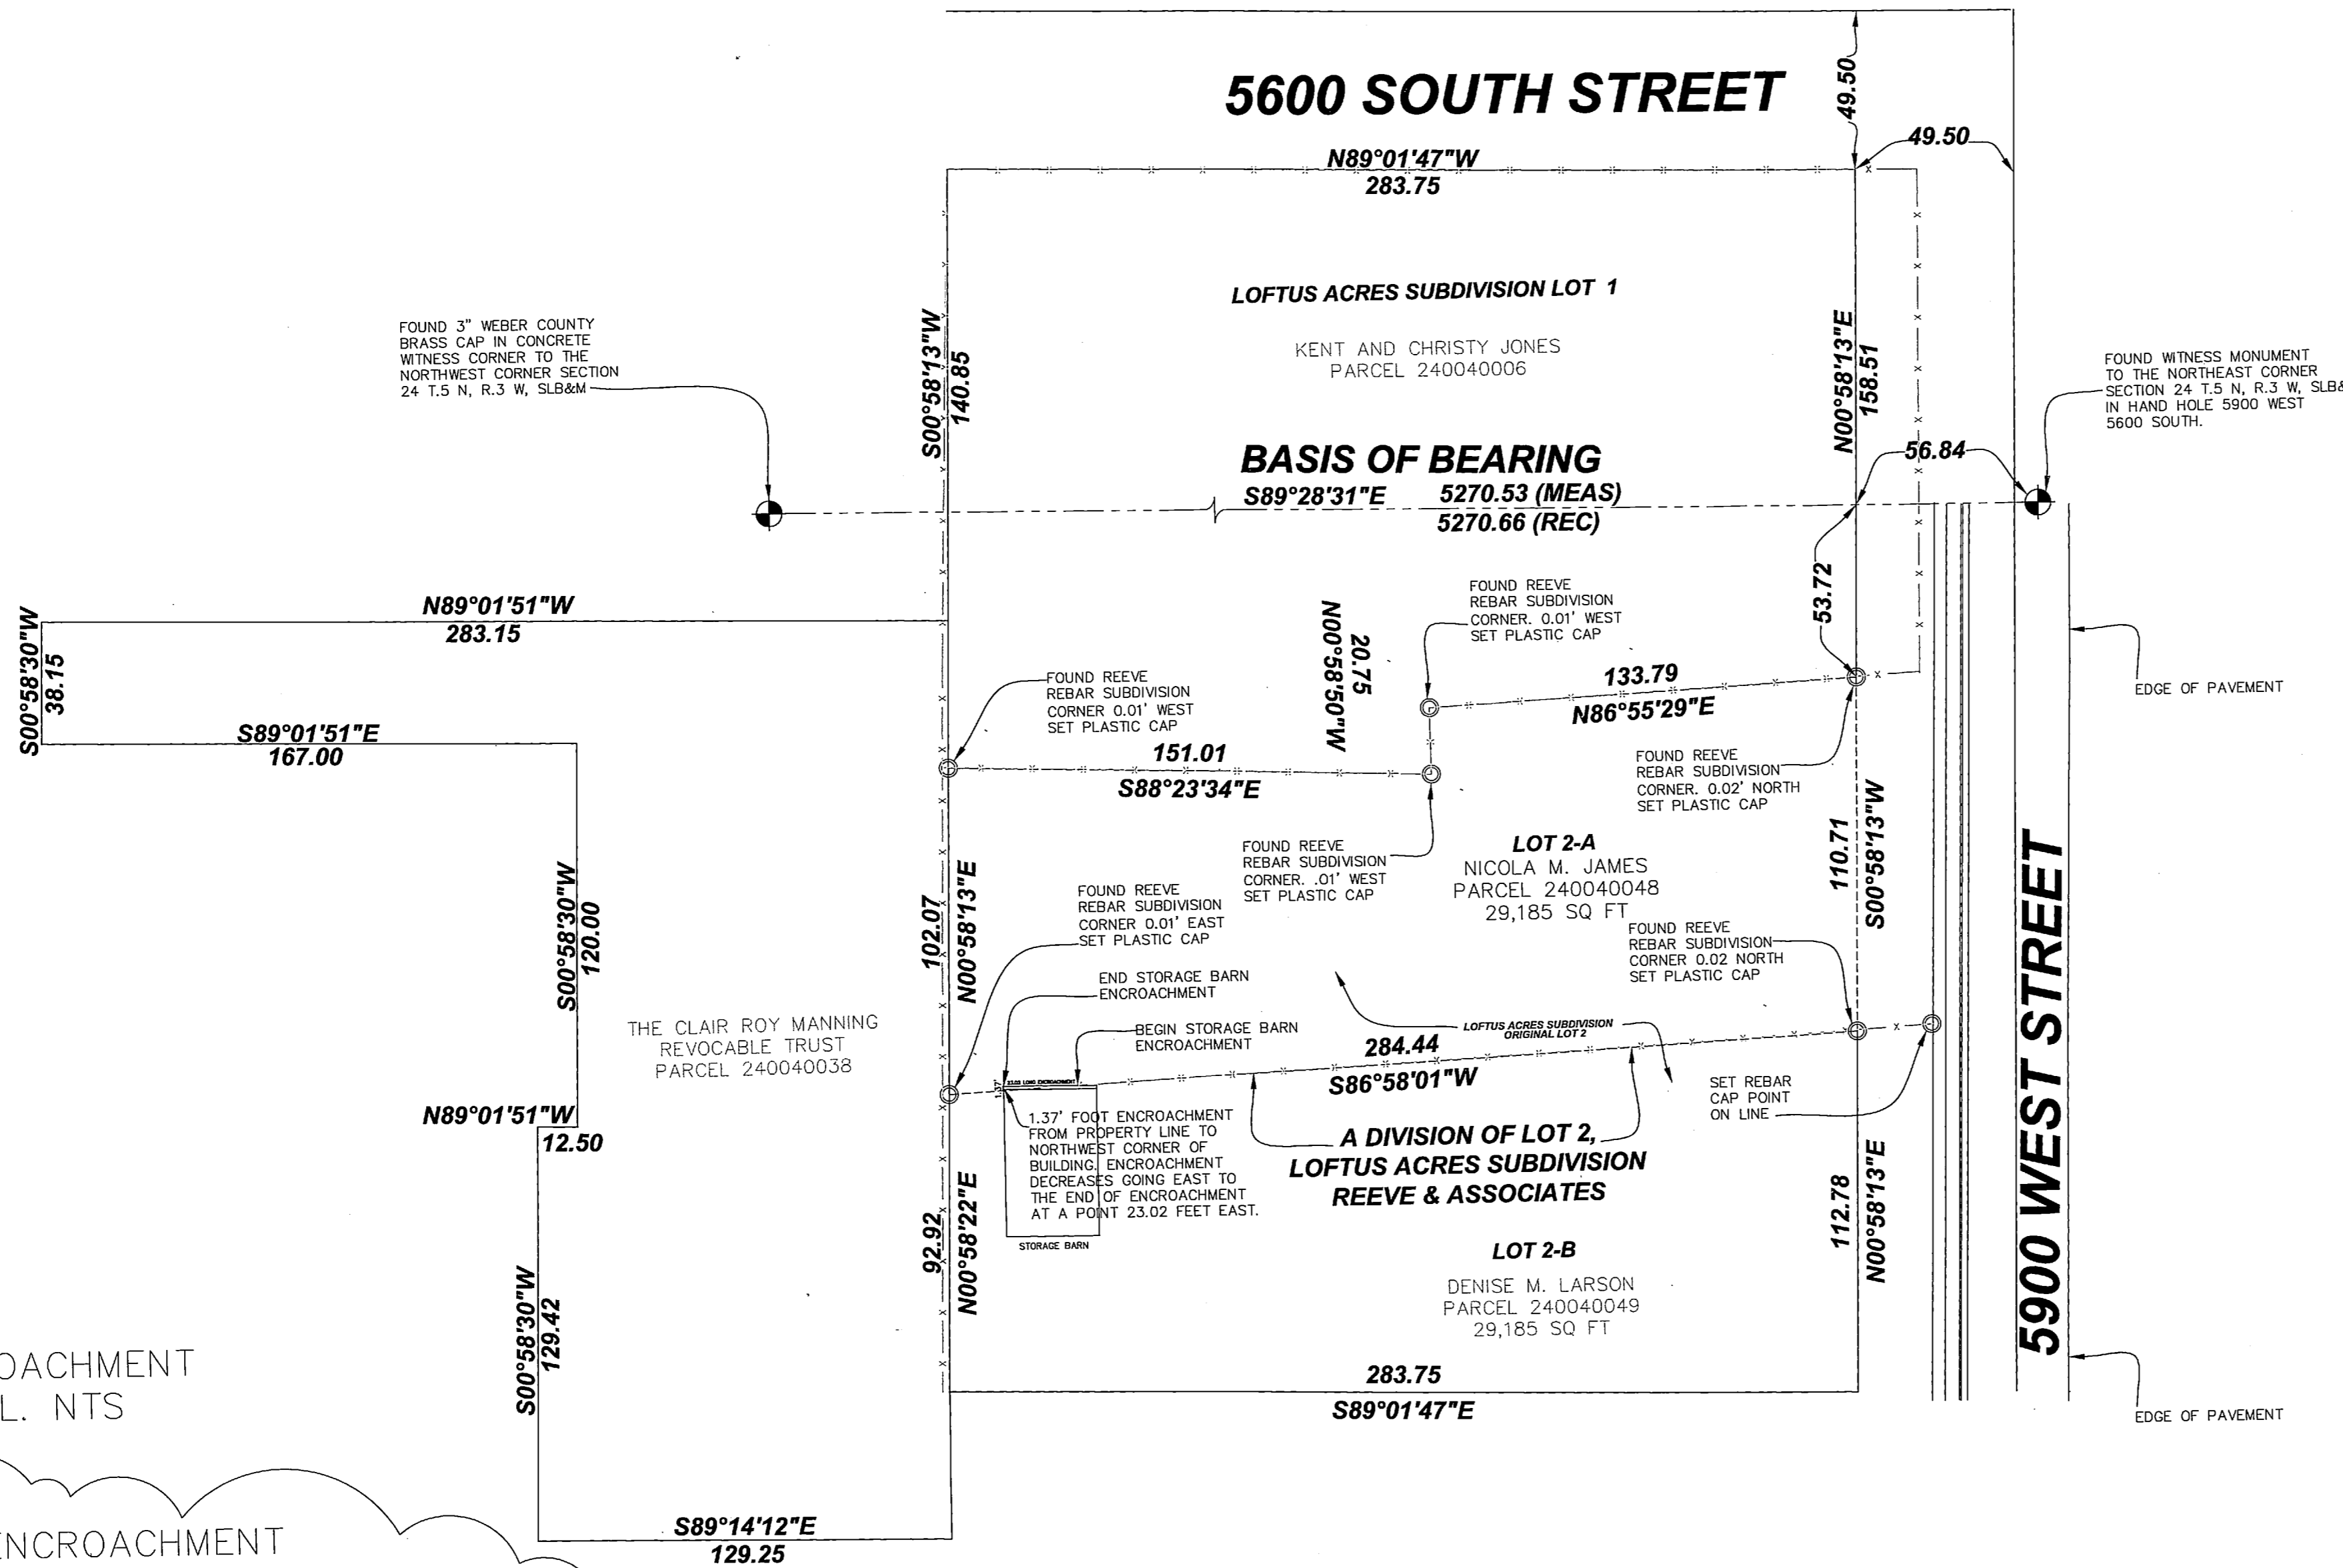 5600 SOUTH STREET
49.50
49.50
N89°01'47"W
283.75
LOFTUS ACRES SUBDIVISION LOT 1
KENT AND CHRISTY JONES
PARCEL 240040006
S00°58'13"W
140.85
N00°58'13"E
158.51
FOUND 3" WEBER COUNTY
BRASS CAP IN CONCRETE
WITNESS CORNER TO THE
NORTHWEST CORNER SECTION
24 T.5 N, R.3 W, SLB&M
FOUND WITNESS MONUMENT
TO THE NORTHEAST CORNER
SECTION 24 T.5 N, R.3 W, SLB&
IN HAND HOLE 5900 WEST
5600 SOUTH.
56.84
BASIS OF BEARING
S89°28'31"E 5270.53 (MEAS)
5270.66 (REC)
53.72
N89°01'51"W
283.15
S00°58'30"W
38.15
S89°01'51"E
167.00
FOUND REEVE
REBAR SUBDIVISION
CORNER. 0.01' WEST
SET PLASTIC CAP
20.75
N00°58'50"W
133.79
N86°55'29"E
FOUND REEVE
REBAR SUBDIVISION
CORNER 0.01' WEST
SET PLASTIC CAP
151.01
S88°23'34"E
FOUND REEVE
REBAR SUBDIVISION
CORNER. 0.02' NORTH
SET PLASTIC CAP
EDGE OF PAVEMENT
110.71
S00°58'13"W
LOT 2-A
NICOLA M. JAMES
PARCEL 240040048
29,185 SQ FT
FOUND REEVE
REBAR SUBDIVISION
CORNER. .01' WEST
SET PLASTIC CAP
FOUND REEVE
REBAR SUBDIVISION
CORNER 0.01' EAST
SET PLASTIC CAP
FOUND REEVE
REBAR SUBDIVISION
CORNER 0.02 NORTH
SET PLASTIC CAP
102.07
N00°58'13"E
S00°58'30"W
120.00
END STORAGE BARN
ENCROACHMENT
BEGIN STORAGE BARN
ENCROACHMENT
LOFTUS ACRES SUBDIVISION
ORIGINAL LOT 2
284.44
S86°58'01"W
THE CLAIR ROY MANNING
REVOCABLE TRUST
PARCEL 240040038
1.37'
23.02 LONG ENCROACHMENT
SET REBAR
CAP POINT
ON LINE
N89°01'51"W
12.50
1.37' FOOT ENCROACHMENT
FROM PROPERTY LINE TO
NORTHWEST CORNER OF
BUILDING. ENCROACHMENT
DECREASES GOING EAST TO
THE END OF ENCROACHMENT
AT A POINT 23.02 FEET EAST.
STORAGE BARN
A DIVISION OF LOT 2,
LOFTUS ACRES SUBDIVISION
REEVE & ASSOCIATES
92.92
N00°58'22"E
112.78
N00°58'13"E
5900 WEST STREET
LOT 2-B
DENISE M. LARSON
PARCEL 240040049
29,185 SQ FT
S00°58'30"W
129.42
283.75
S89°01'47"E
EDGE OF PAVEMENT
OACHMENT
L. NTS
S89°14'12"E
129.25
ENCROACHMENT